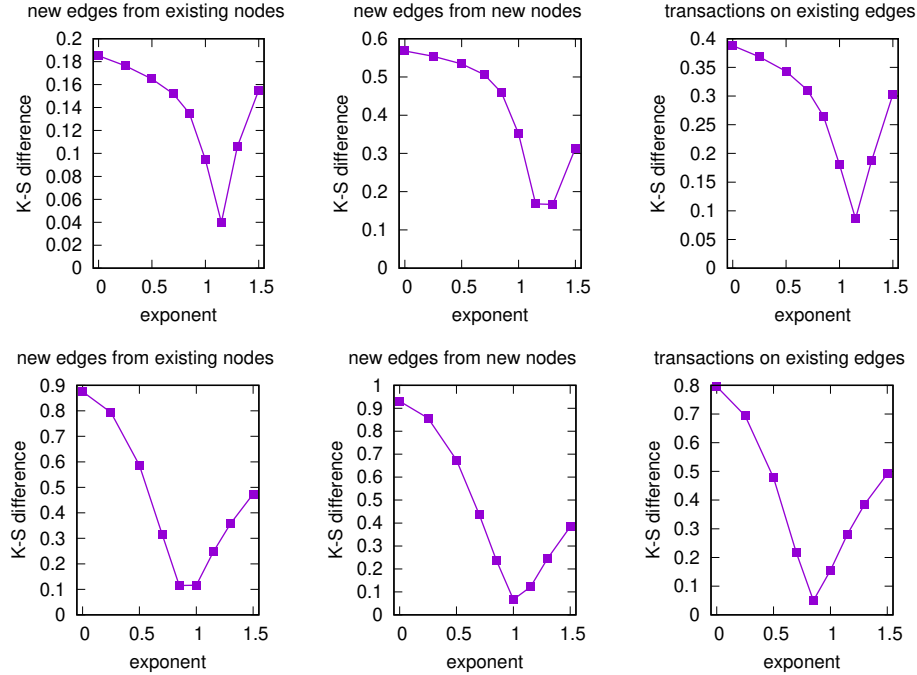 new edges from existing nodes
K-S difference
0.2
0.18
0.16
0.14
0.12
0.1
0.08
0.06
0.04
0.02
0
0 0.5 1 1.5
exponent
new edges from new nodes
K-S difference
0.6
0.5
0.4
0.3
0.2
0.1
0
0 0.5 1 1.5
exponent
transactions on existing edges
K-S difference
0.4
0.35
0.3
0.25
0.2
0.15
0.1
0.05
0
0 0.5 1 1.5
exponent
new edges from existing nodes
K-S difference
0.9
0.8
0.7
0.6
0.5
0.4
0.3
0.2
0.1
0
0 0.5 1 1.5
exponent
new edges from new nodes
K-S difference
1
0.9
0.8
0.7
0.6
0.5
0.4
0.3
0.2
0.1
0
0 0.5 1 1.5
exponent
transactions on existing edges
K-S difference
0.8
0.7
0.6
0.5
0.4
0.3
0.2
0.1
0
0 0.5 1 1.5
exponent